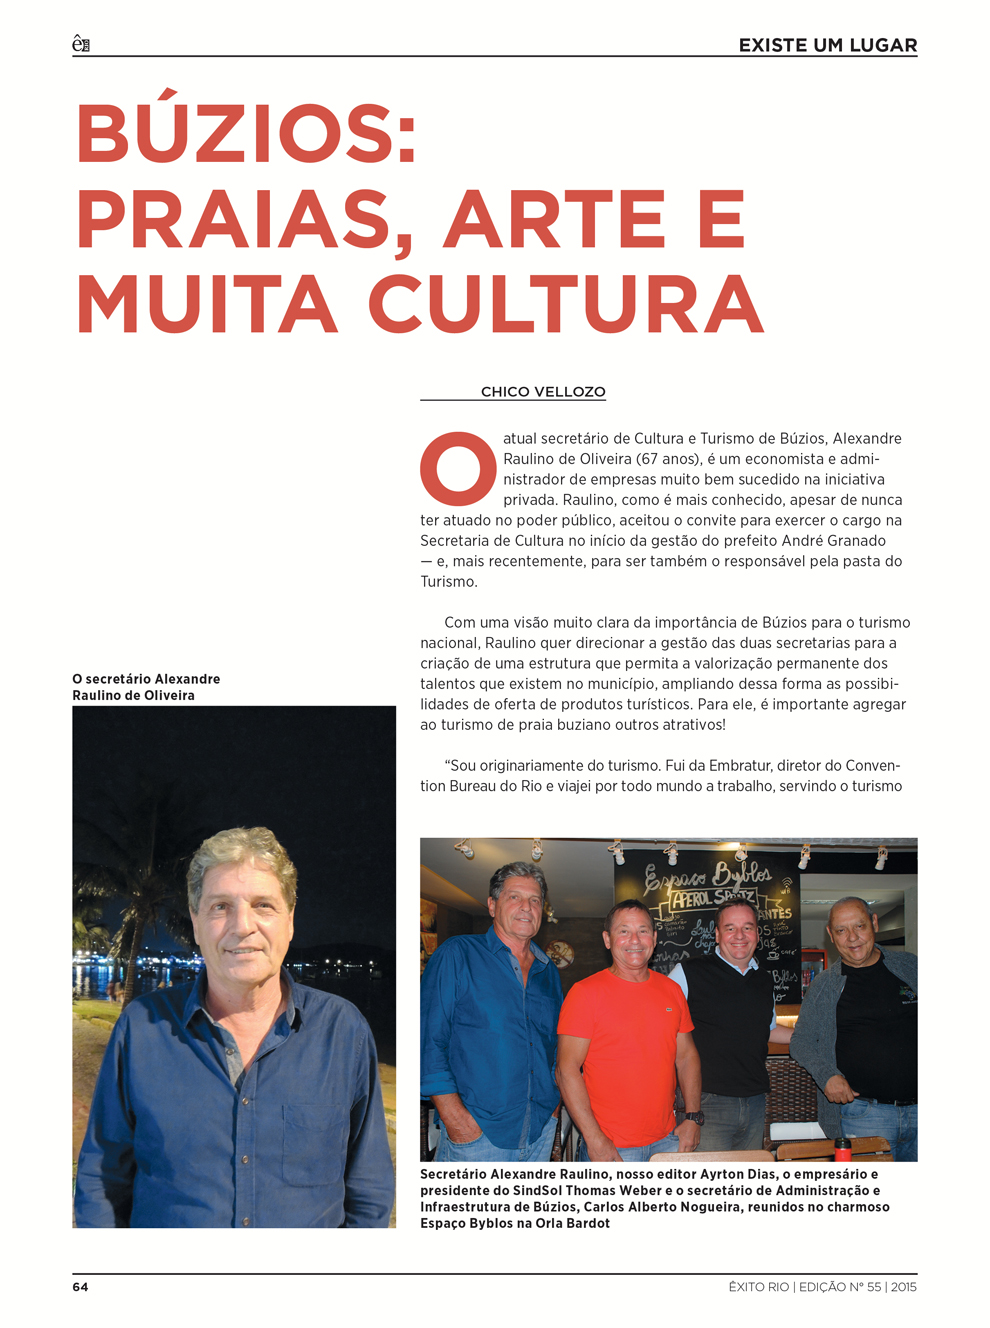 ê
EXISTE UM LUGAR
BÚZIOS:
PRAIAS, ARTE E
MUITA CULTURA
CHICO VELLOZO
O atual secretário de Cultura e Turismo de Búzios, Alexandre
Raulino de Oliveira (67 anos), é um economista e admi-
nistrador de empresas muito bem sucedido na iniciativa
privada. Raulino, como é mais conhecido, apesar de nunca
ter atuado no poder público, aceitou o convite para exercer o cargo na
Secretaria de Cultura no início da gestão do prefeito André Granado
— e, mais recentemente, para ser também o responsável pela pasta do
Turismo.
Com uma visão muito clara da importância de Búzios para o turismo
nacional, Raulino quer direcionar a gestão das duas secretarias para a
criação de uma estrutura que permita a valorização permanente dos
talentos que existem no município, ampliando dessa forma as possibi-
lidades de oferta de produtos turísticos. Para ele, é importante agregar
ao turismo de praia buziano outros atrativos!
“Sou originariamente do turismo. Fui da Embratur, diretor do Conven-
tion Bureau do Rio e viajei por todo mundo a trabalho, servindo o turismo
O secretário Alexandre
Raulino de Oliveira
Espaço Byblos
APEROL SPRITZ
Secretário Alexandre Raulino, nosso editor Ayrton Dias, o empresário e
presidente do SindSol Thomas Weber e o secretário de Administração e
Infraestrutura de Búzios, Carlos Alberto Nogueira, reunidos no charmoso
Espaço Byblos na Orla Bardot
64
ÊXITO RIO | EDIÇÃO Nº 55 | 2015